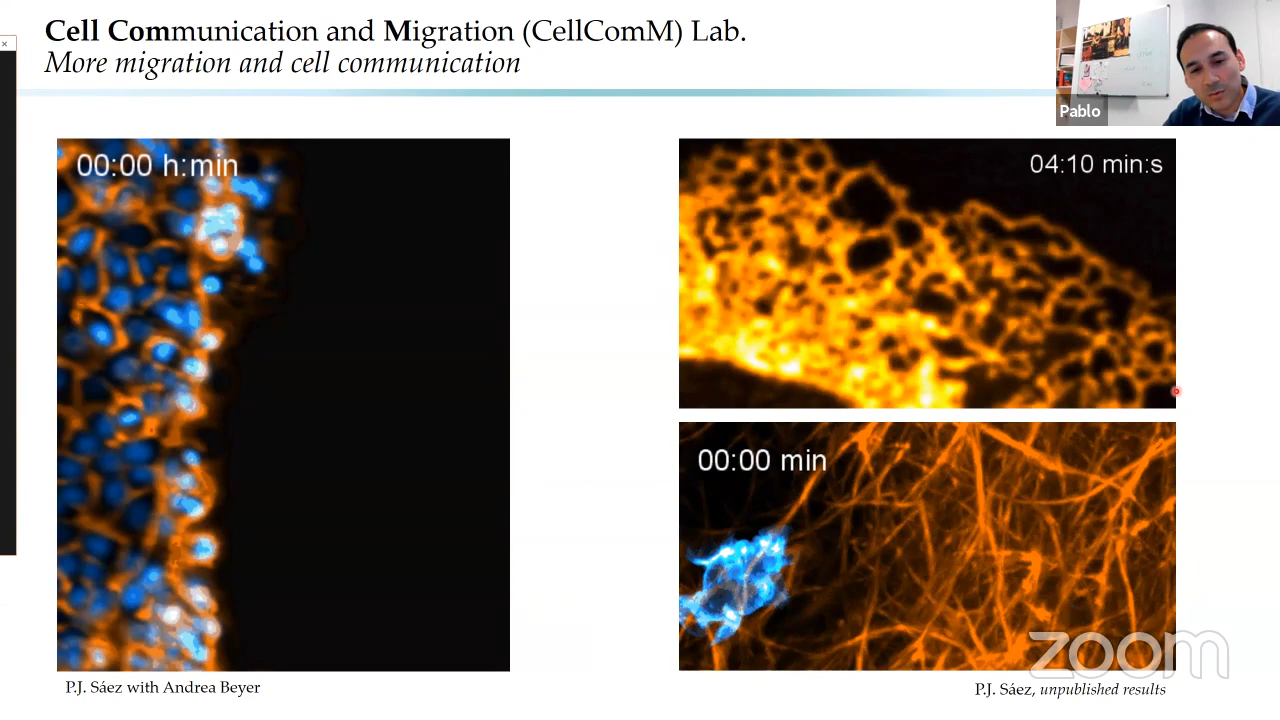 Cell Communication and Migration (CellComM) Lab.
More migration and cell communication
Pablo
00:00 h:min
04:10 min:s
00:00 min
zoom
P.J. Sáez with Andrea Beyer
P.J. Sáez, unpublished results